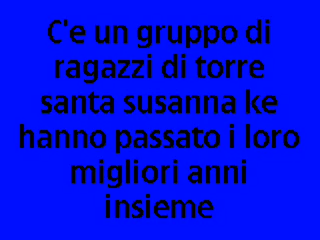 C'e un gruppo di
ragazzi di torre
santa susanna ke
hanno passato i loro
migliori anni
insieme